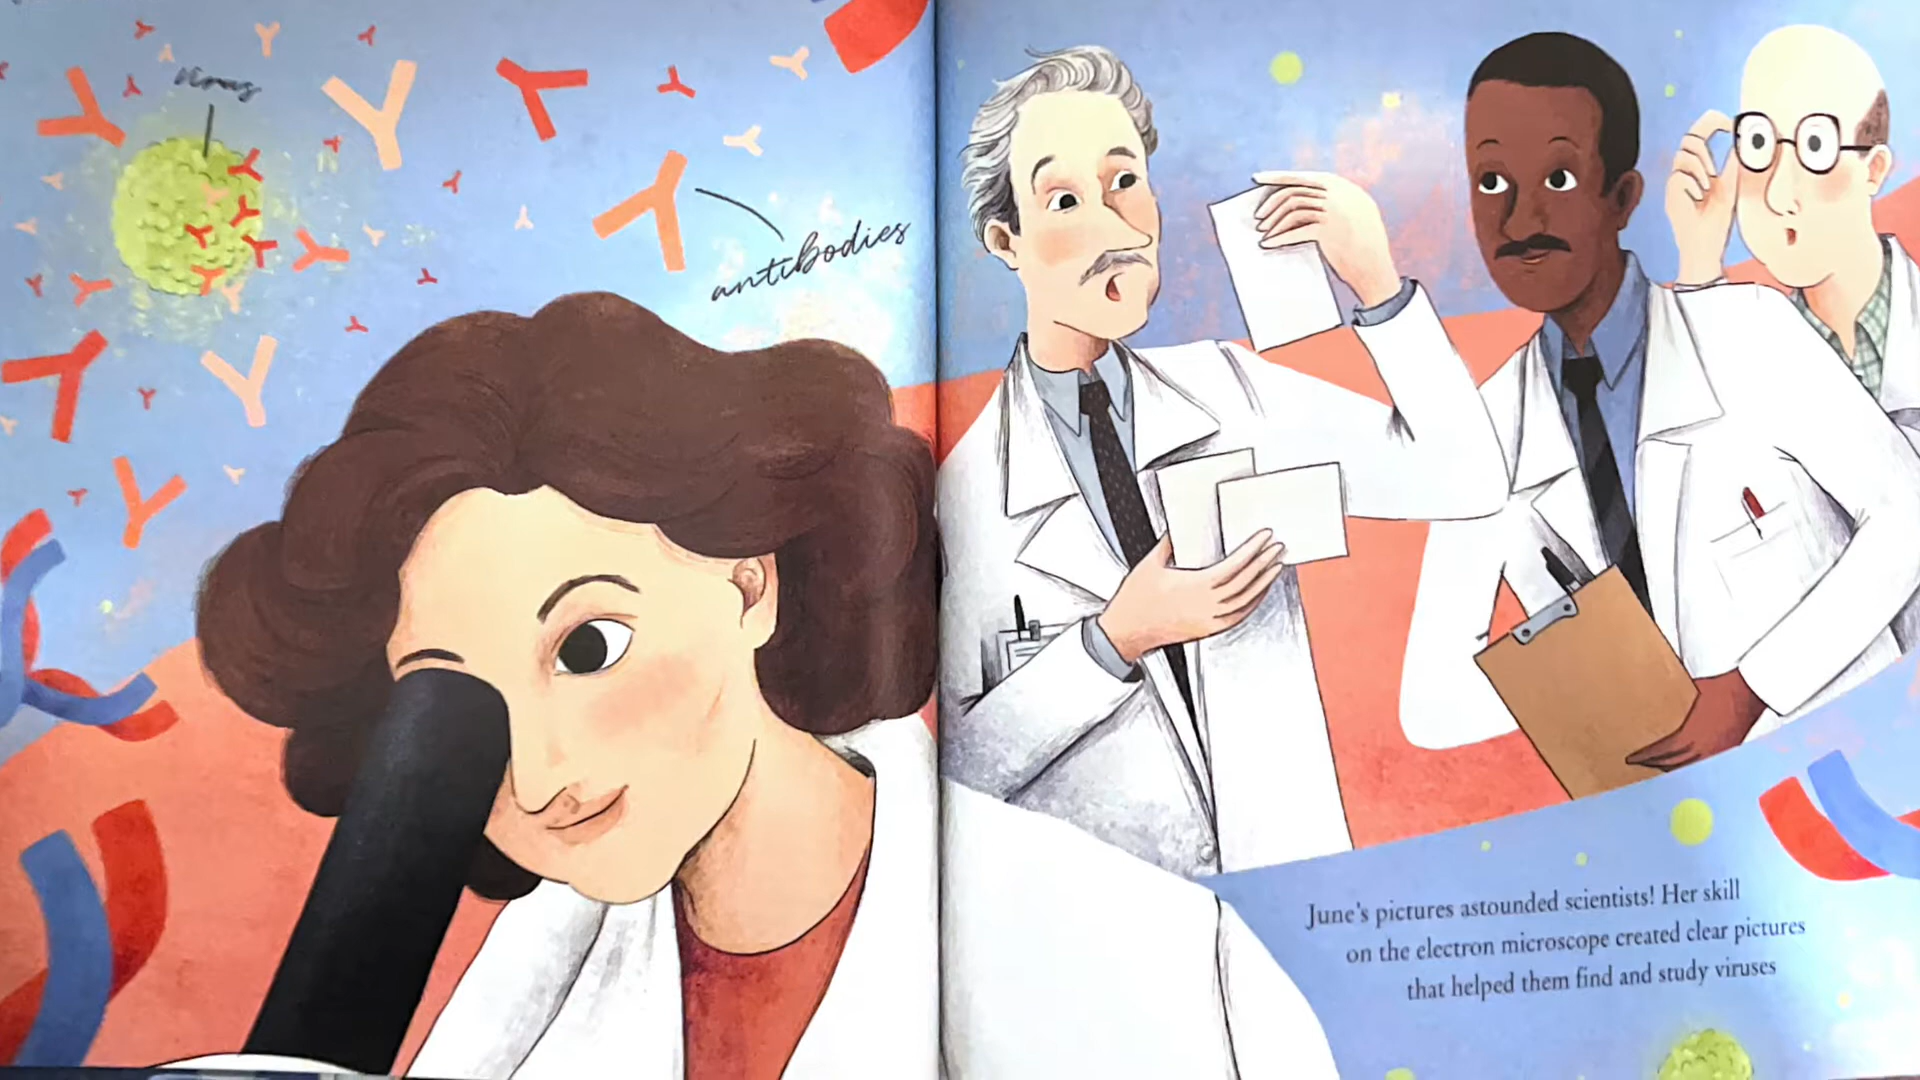 virus
antibodies
June's pictures astounded scientists! Her skill
on the electron microscope created clear pictures
that helped them find and study viruses